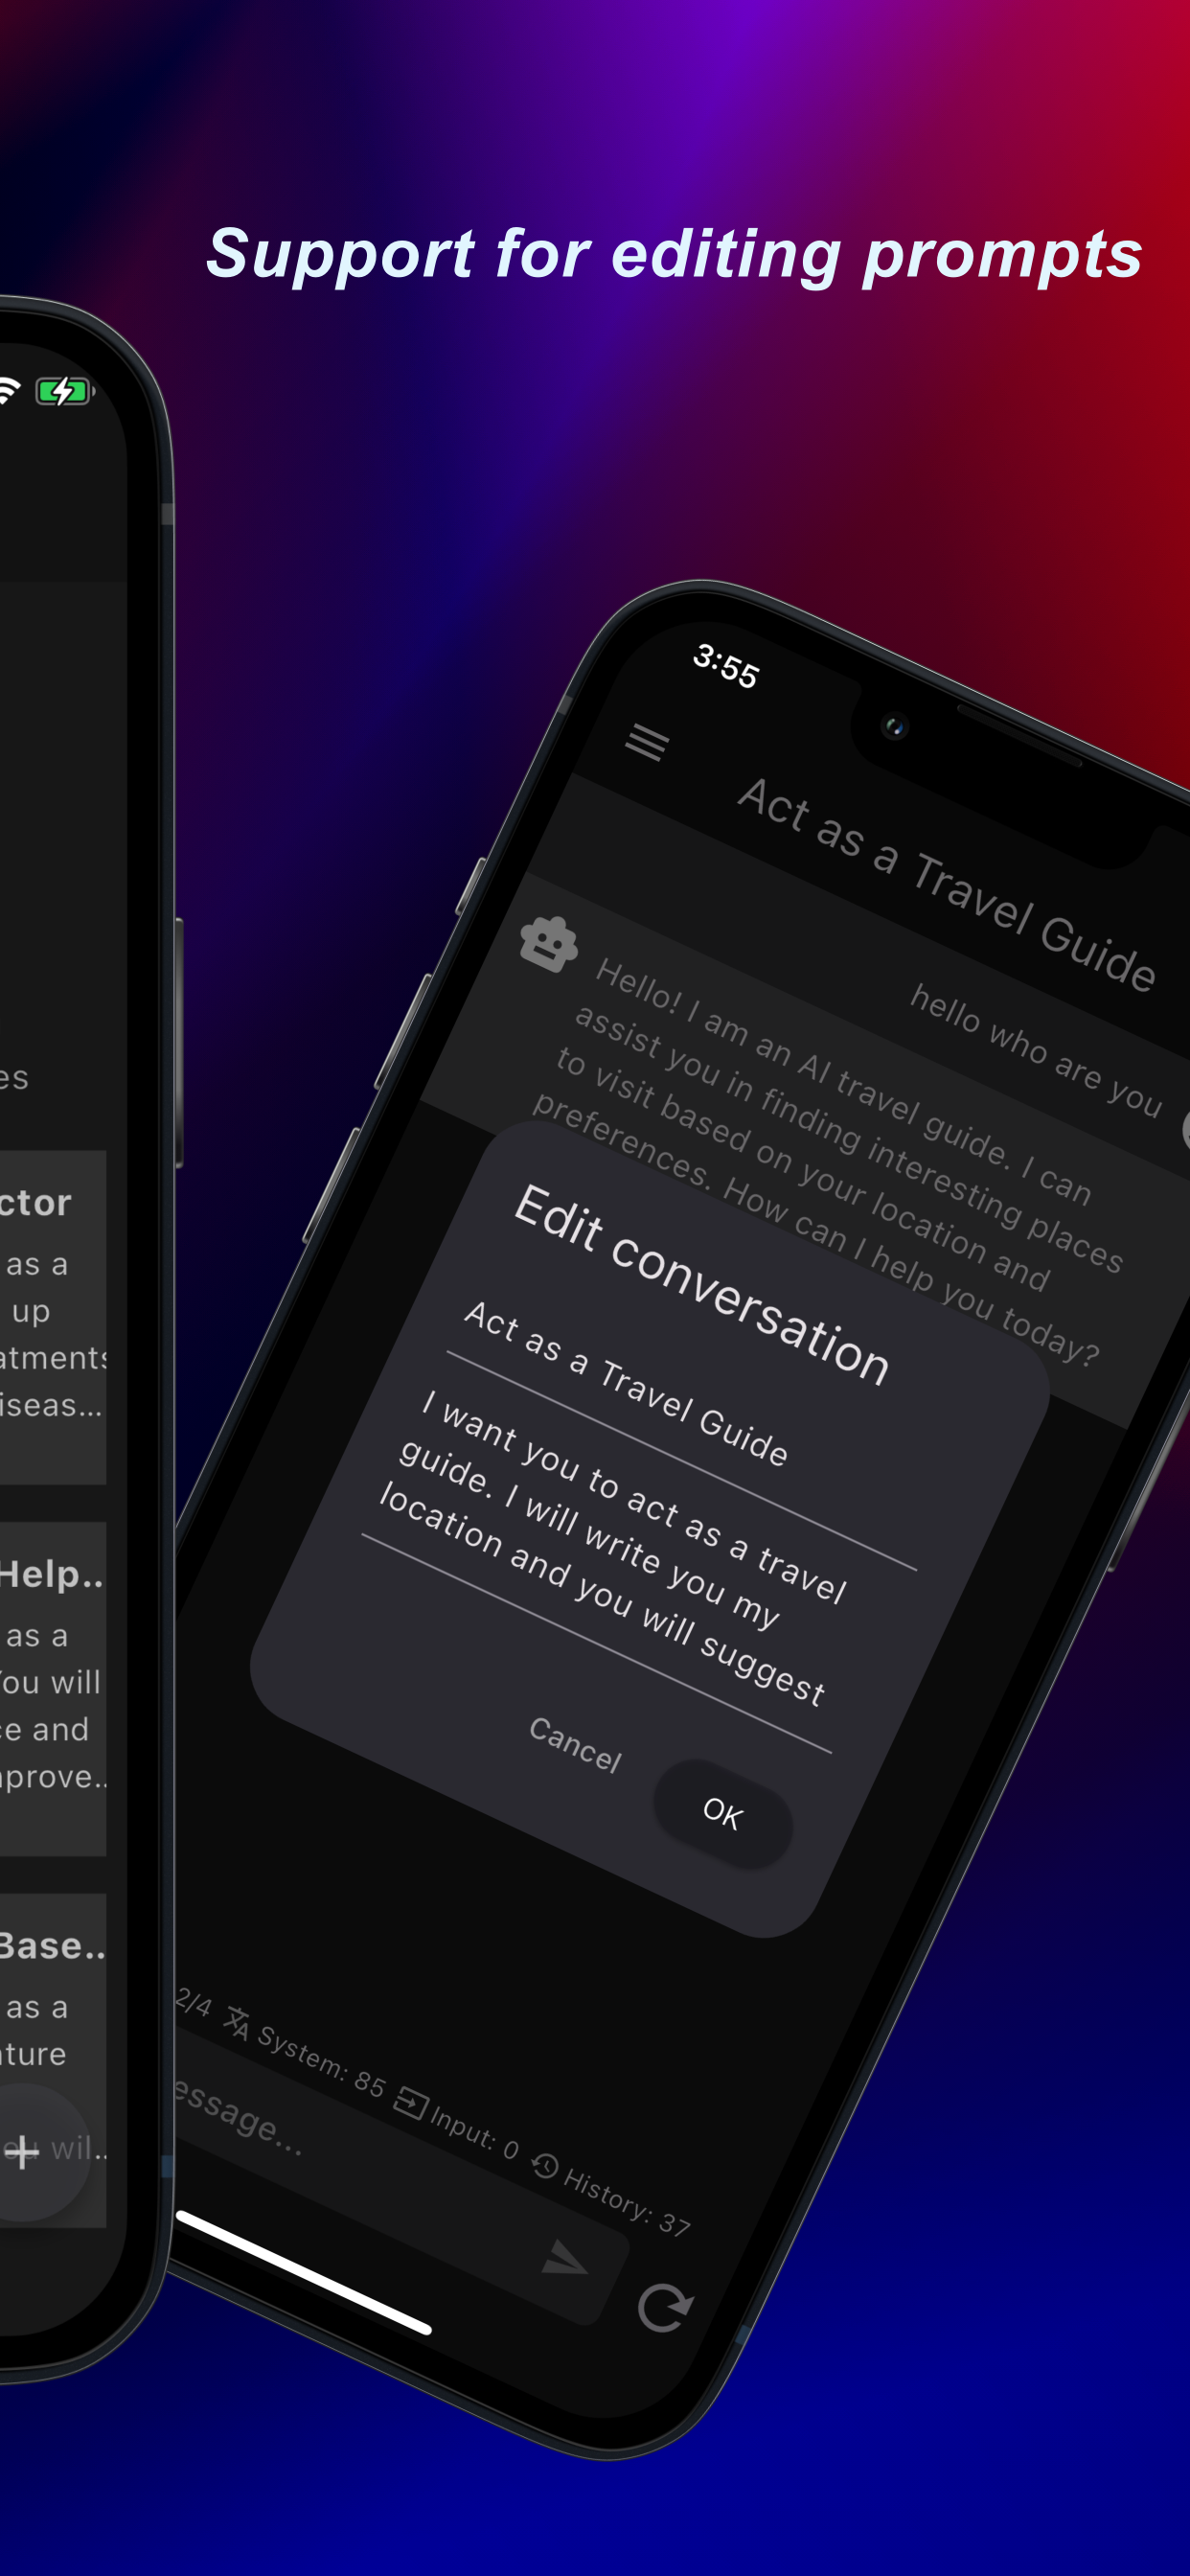 Support for editing prompts
es
ctor
as a
up
atments
iseas...
Help..
as a
You will
ce and
mprove..
Base..
as a
ature
wil..
3:55
Act as a Travel Guide
hello who are you
Hello! I am an AI travel guide. I can
assist you in finding interesting places
to visit based on your location and
preferences. How can I help you today?
Edit conversation
Act as a Travel Guide
I want you to act as a travel
guide. I will write you my
location and you will suggest
Cancel
OK
2/4 System: 85 Input: 0 History: 37
essage...